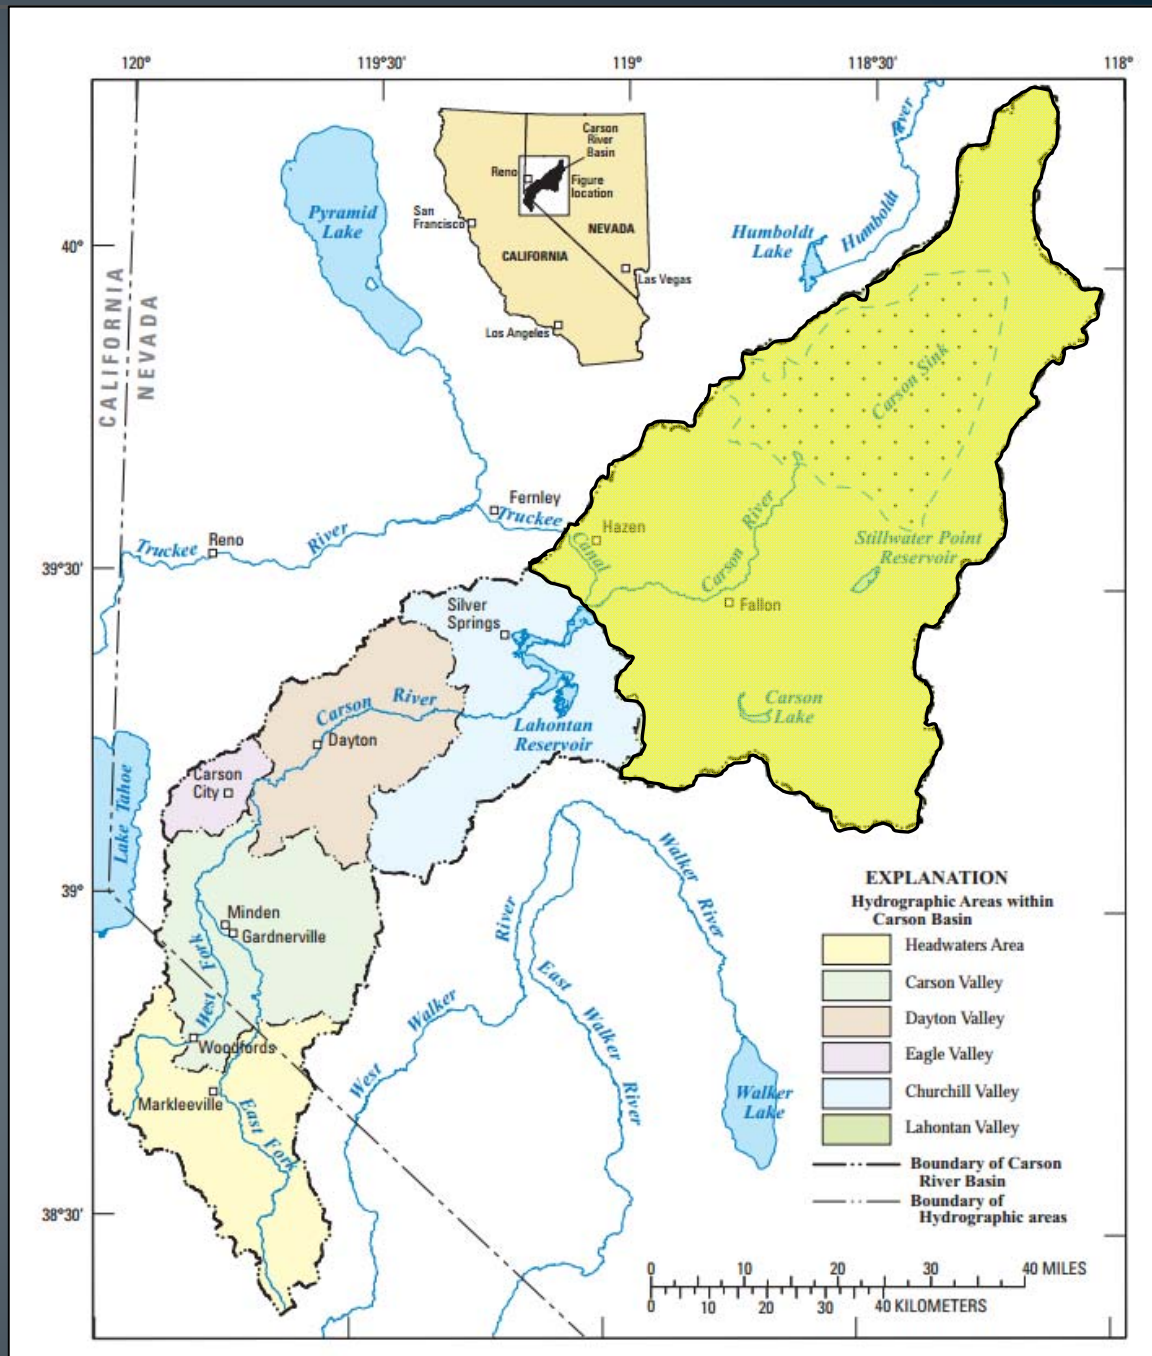 120°
119°30'
119°
118°30'
118°
40°
39°30'
39°
38°30'
CALIFORNIA
NEVADA
Pyramid
Lake
Carson
River
Basin
Reno
Figure
location
San
Francisco
NEVADA
CALIFORNIA
Las Vegas
Los Angeles
Humboldt
Lake
Humboldt
River
Carson Sink
Fernley
Truckee
Canal
Hazen
Truckee
Reno
River
Carson
River
Stillwater Point
Reservoir
Fallon
Silver
Springs
Carson
Lake
Carson
River
Lahontan
Reservoir
Dayton
Carson
City
Lake Tahoe
Minden
Gardnerville
West
Fork
Woodfords
Markleeville
East Fork
West
Walker
River
East
Walker
River
Walker
River
Walker
Lake
EXPLANATION
Hydrographic Areas within
Carson Basin
Headwaters Area
Carson Valley
Dayton Valley
Eagle Valley
Churchill Valley
Lahontan Valley
Boundary of Carson
River Basin
Boundary of
Hydrographic areas
0 10 20 30 40 MILES
0 10 20 30 40 KILOMETERS